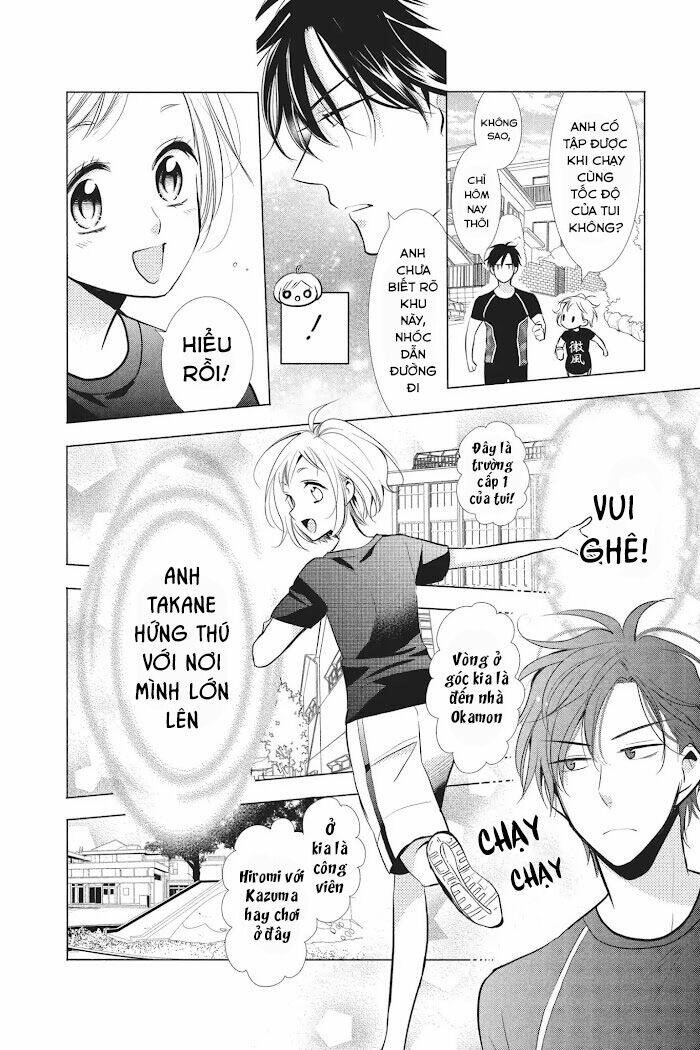 ANH CÓ
TẬP ĐƯỢC
KHI CHẠY
CÙNG
TỐC ĐỘ
CỦA TUI
KHÔNG?
KHÔNG
SAO,
CHỈ
HÔM
NAY
THÔI
微風
ANH
CHƯA
BIẾT RÕ
KHU
NÀY,
NHÓC
DẪN
ĐƯỜNG
ĐI
!
HIỂU
RỒI!
Đây là
trường
cấp 1
của tui!
VUI
GHÊ!
ANH
TAKANE
HỨNG THÚ
VỚI NƠI
MÌNH LỚN
LÊN
Vòng ở
góc kia là
đến nhà
Okamon
CHẠY
CHẠY
ở
kia là
công
viên
Hiromi với
Kazuma
hay chơi
ở đây